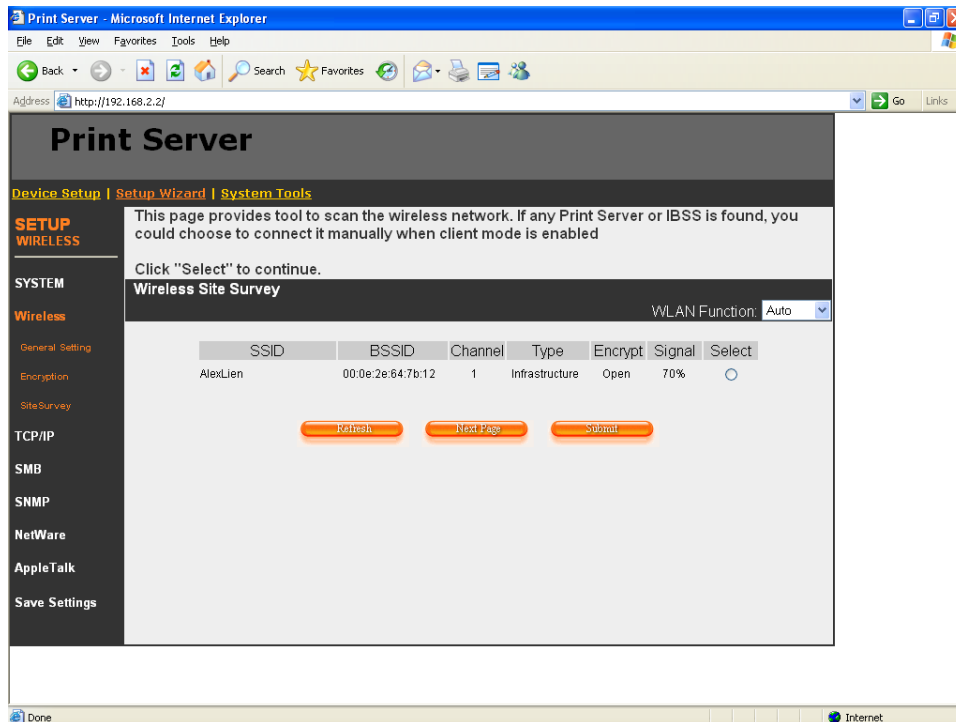 Print Server - Microsoft Internet Explorer
File Edit View Favorites Tools Help
Back Search Favorites
Address http://192.168.2.2/ Go Links
Print Server
Device Setup | Setup Wizard | System Tools
SETUP
WIRELESS
SYSTEM
Wireless
General Setting
Encryption
SiteSurvey
TCP/IP
SMB
SNMP
NetWare
AppleTalk
Save Settings
This page provides tool to scan the wireless network. If any Print Server or IBSS is found, you
could choose to connect it manually when client mode is enabled
Click "Select" to continue.
Wireless Site Survey
WLAN Function: Auto
SSID BSSID Channel Type Encrypt Signal Select
AlexLien 00:0e:2e:64:7b:12 1 Infrastructure Open 70%
Refresh Next Page Submit
Done Internet